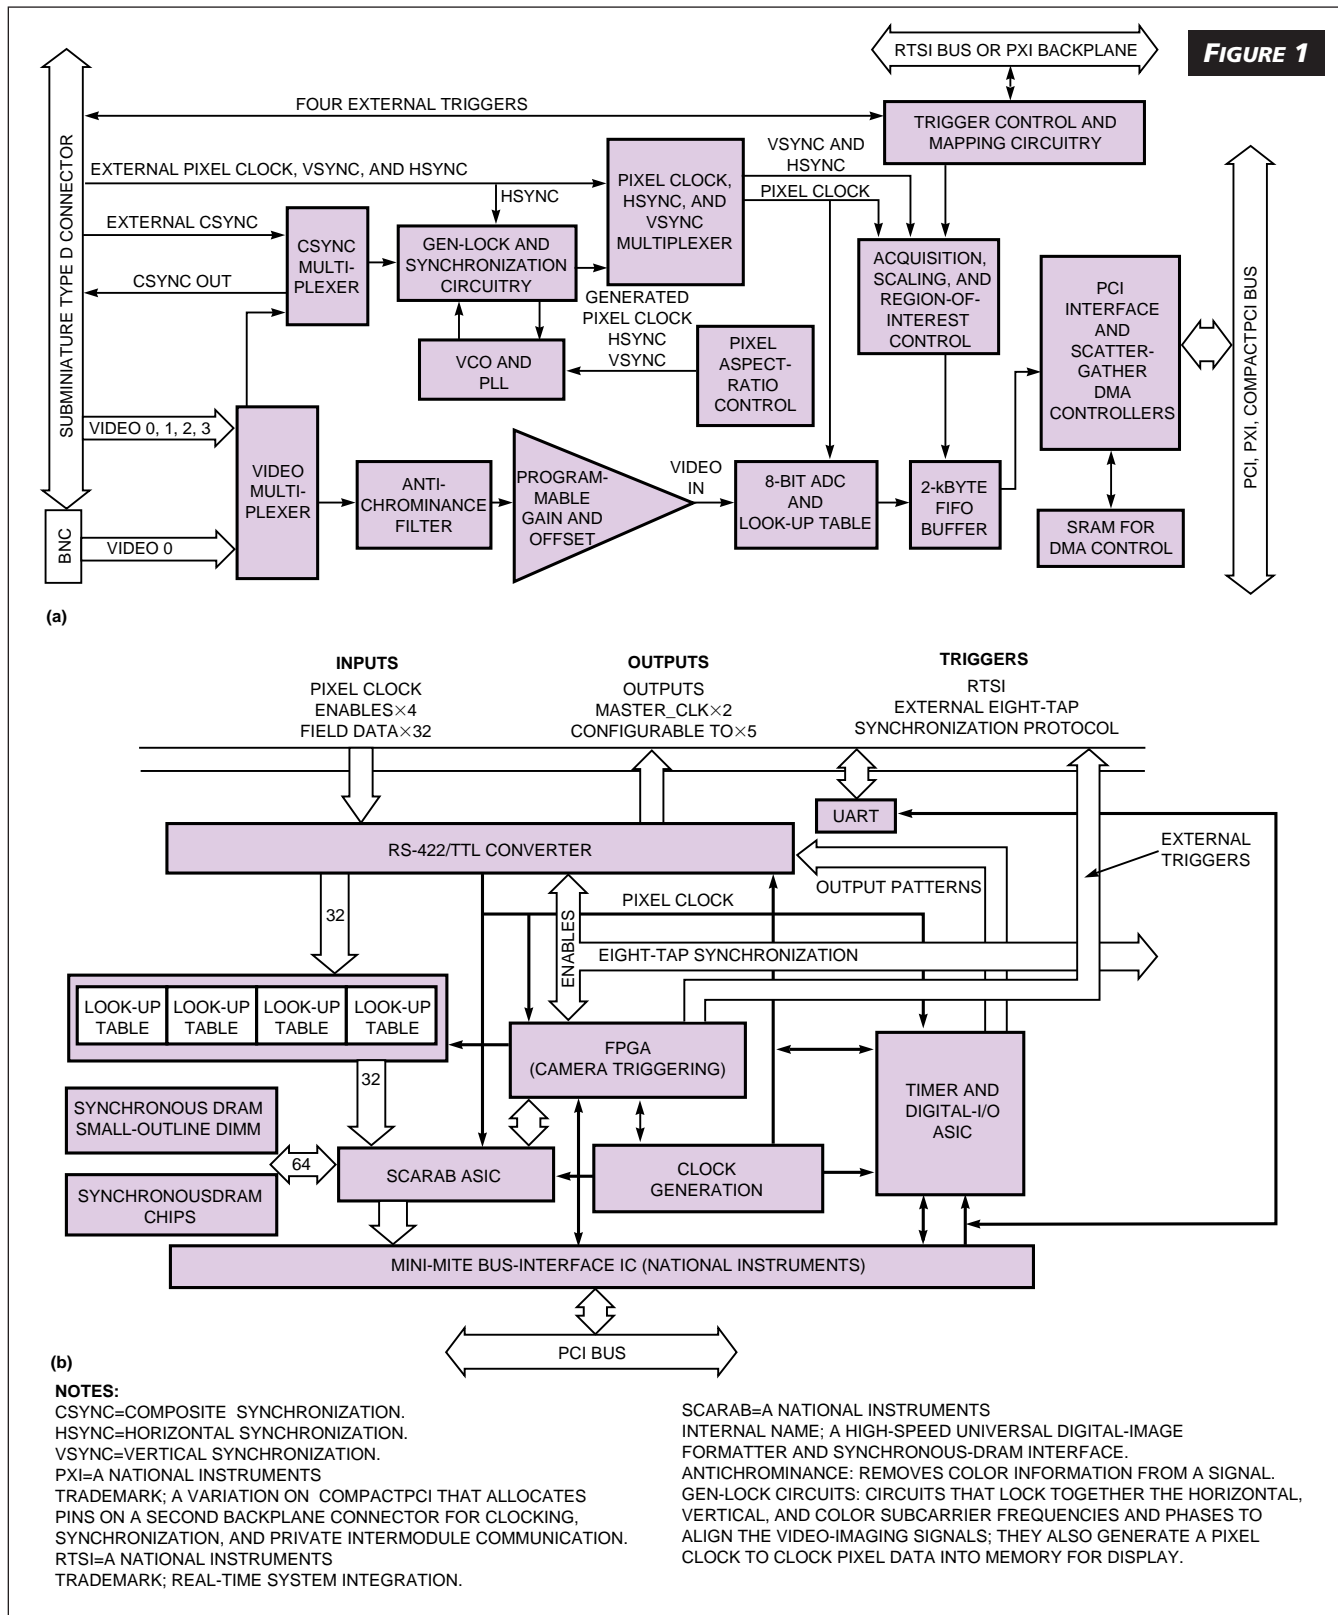 FIGURE 1
RTSI BUS OR PXI BACKPLANE
FOUR EXTERNAL TRIGGERS
TRIGGER CONTROL AND
MAPPING CIRCUITRY
SUBMINIATURE TYPE D CONNECTOR
EXTERNAL PIXEL CLOCK, VSYNC, AND HSYNC
HSYNC
PIXEL CLOCK,
HSYNC, AND
VSYNC
MULTIPLEXER
VSYNC AND
HSYNC
PIXEL CLOCK
EXTERNAL CSYNC
CSYNC OUT
CSYNC
MULTI-
PLEXER
GEN-LOCK AND
SYNCHRONIZATION
CIRCUITRY
GENERATED
PIXEL CLOCK
HSYNC
VSYNC
VCO AND
PLL
PIXEL
ASPECT-
RATIO
CONTROL
ACQUISITION,
SCALING, AND
REGION-OF-
INTEREST
CONTROL
PCI
INTERFACE
AND
SCATTER-
GATHER
DMA
CONTROLLERS
PCI, PXI, COMPACTPCI BUS
VIDEO 0, 1, 2, 3
BNC
VIDEO 0
VIDEO
MULTI-
PLEXER
ANTI-
CHROMINANCE
FILTER
PROGRAM-
MABLE
GAIN AND
OFFSET
VIDEO
IN
8-BIT ADC
AND
LOOK-UP TABLE
2-kBYTE
FIFO
BUFFER
SRAM FOR
DMA CONTROL
(a)
INPUTS
PIXEL CLOCK
ENABLES×4
FIELD DATA×32
OUTPUTS
OUTPUTS
MASTER_CLK×2
CONFIGURABLE TO×5
TRIGGERS
RTSI
EXTERNAL EIGHT-TAP
SYNCHRONIZATION PROTOCOL
UART
RS-422/TTL CONVERTER
EXTERNAL
TRIGGERS
OUTPUT PATTERNS
32
PIXEL CLOCK
ENABLES
EIGHT-TAP SYNCHRONIZATION
LOOK-UP
TABLE
LOOK-UP
TABLE
LOOK-UP
TABLE
LOOK-UP
TABLE
FPGA
(CAMERA TRIGGERING)
TIMER AND
DIGITAL-I/O
ASIC
32
SYNCHRONOUS DRAM
SMALL-OUTLINE DIMM
64
SCARAB ASIC
CLOCK
GENERATION
SYNCHRONOUSDRAM
CHIPS
MINI-MITE BUS-INTERFACE IC (NATIONAL INSTRUMENTS)
PCI BUS
(b)
NOTES:
CSYNC=COMPOSITE SYNCHRONIZATION.
HSYNC=HORIZONTAL SYNCHRONIZATION.
VSYNC=VERTICAL SYNCHRONIZATION.
PXI=A NATIONAL INSTRUMENTS
TRADEMARK; A VARIATION ON COMPACTPCI THAT ALLOCATES
PINS ON A SECOND BACKPLANE CONNECTOR FOR CLOCKING,
SYNCHRONIZATION, AND PRIVATE INTERMODULE COMMUNICATION.
RTSI=A NATIONAL INSTRUMENTS
TRADEMARK; REAL-TIME SYSTEM INTEGRATION.
SCARAB=A NATIONAL INSTRUMENTS
INTERNAL NAME; A HIGH-SPEED UNIVERSAL DIGITAL-IMAGE
FORMATTER AND SYNCHRONOUS-DRAM INTERFACE.
ANTICHROMINANCE: REMOVES COLOR INFORMATION FROM A SIGNAL.
GEN-LOCK CIRCUITS: CIRCUITS THAT LOCK TOGETHER THE HORIZONTAL,
VERTICAL, AND COLOR SUBCARRIER FREQUENCIES AND PHASES TO
ALIGN THE VIDEO-IMAGING SIGNALS; THEY ALSO GENERATE A PIXEL
CLOCK TO CLOCK PIXEL DATA INTO MEMORY FOR DISPLAY.